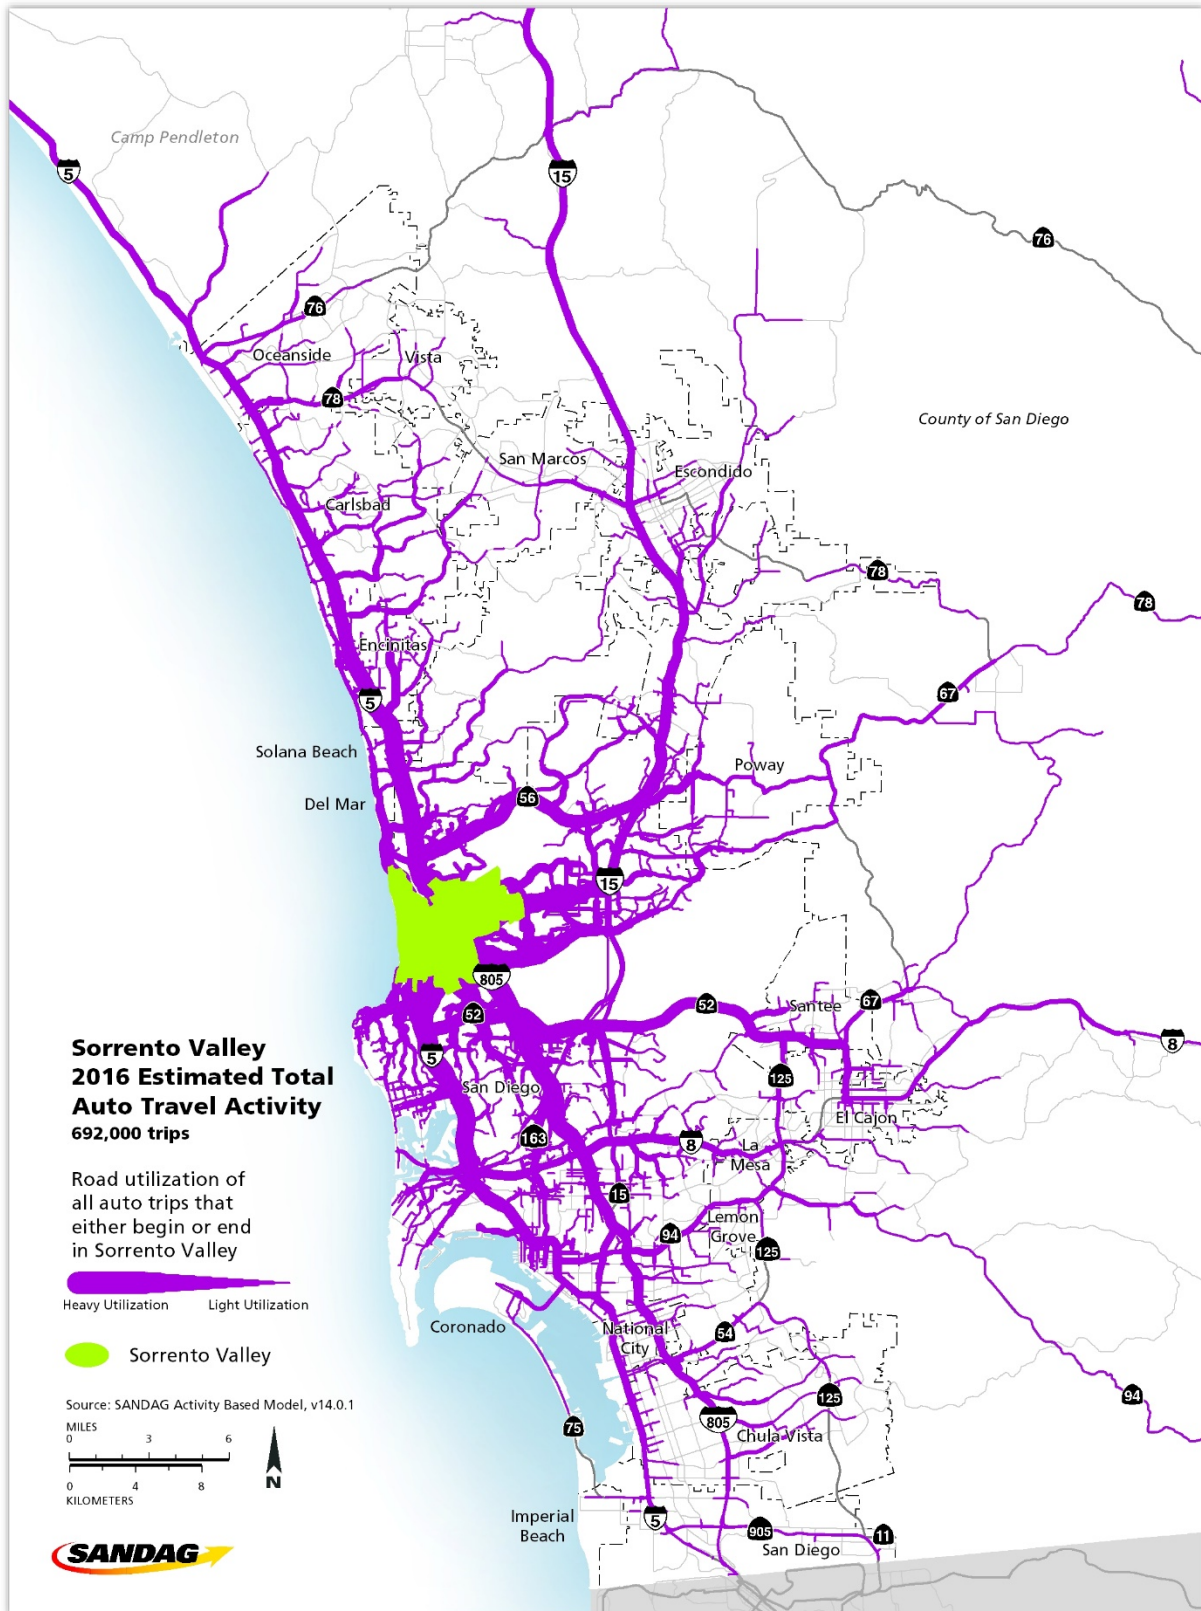 Camp Pendleton
5
15
76
76
Oceanside
Vista
78
County of San Diego
San Marcos
Escondido
Carlsbad
78
78
Encinitas
5
67
Solana Beach
Poway
Del Mar
56
15
805
52
52
Santee
67
8
5
San Diego
125
El Cajon
163
8
La
Mesa
15
Lemon
Grove
94
125
Coronado
National
City
54
125
94
805
75
Chula Vista
Imperial
Beach
5
905
11
San Diego
Sorrento Valley
2016 Estimated Total
Auto Travel Activity
692,000 trips
Road utilization of
all auto trips that
either begin or end
in Sorrento Valley
Heavy Utilization Light Utilization
Sorrento Valley
Source: SANDAG Activity Based Model, v14.0.1
MILES
0 3 6
0 4 8
KILOMETERS
N
SANDAG